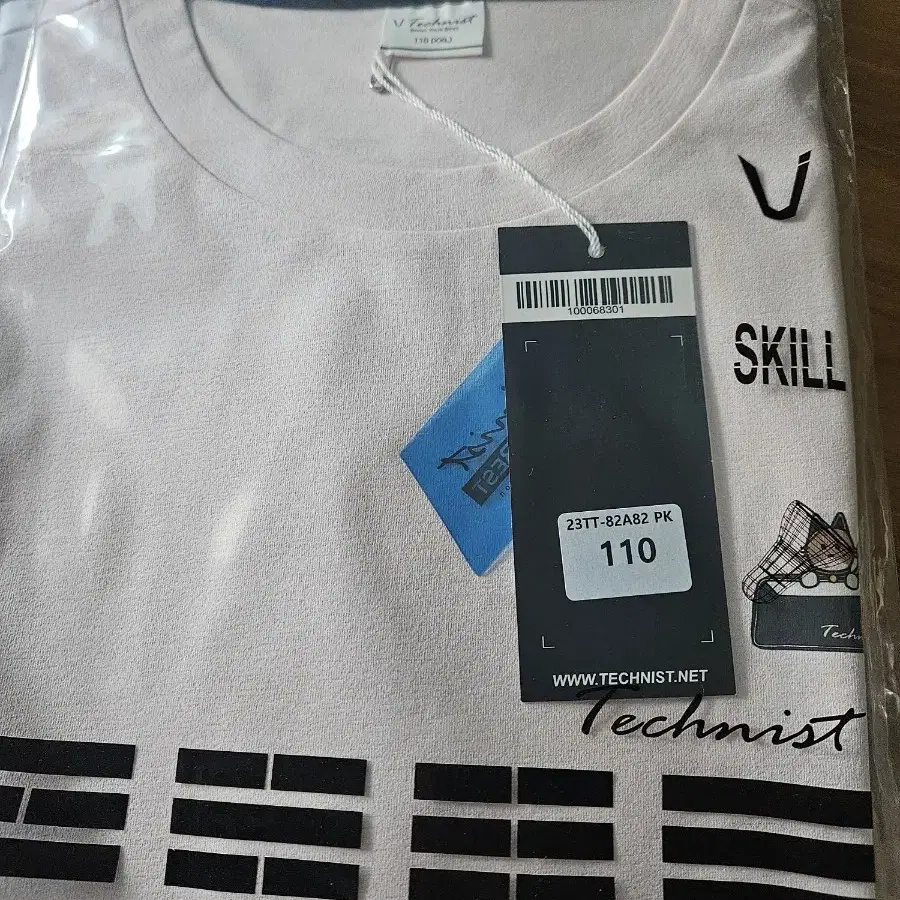 Technist
110
SKILL
100068301
23TT-82A82 PK
110
WWW.TECHNIST.NET
Technist